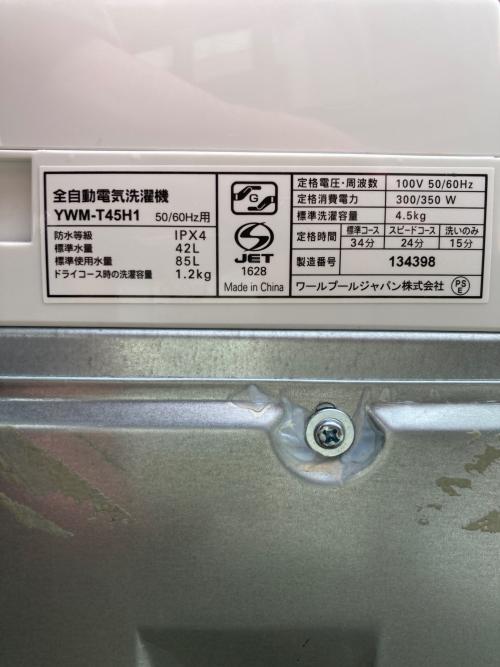 全自動電気洗濯機
YWM-T45H1 50/60Hz用
防水等級 IPX4
標準水量 42L
標準使用水量 85L
ドライコース時の洗濯容量 1.2kg
G
S
JET
1628
Made in China
定格電圧・周波数 100V 50/60Hz
定格消費電力 300/350 W
標準洗濯容量 4.5kg
定格時間 標準コース スピードコース 洗いのみ
34分 24分 15分
製造番号 134398
ワールプールジャパン株式会社 PSE